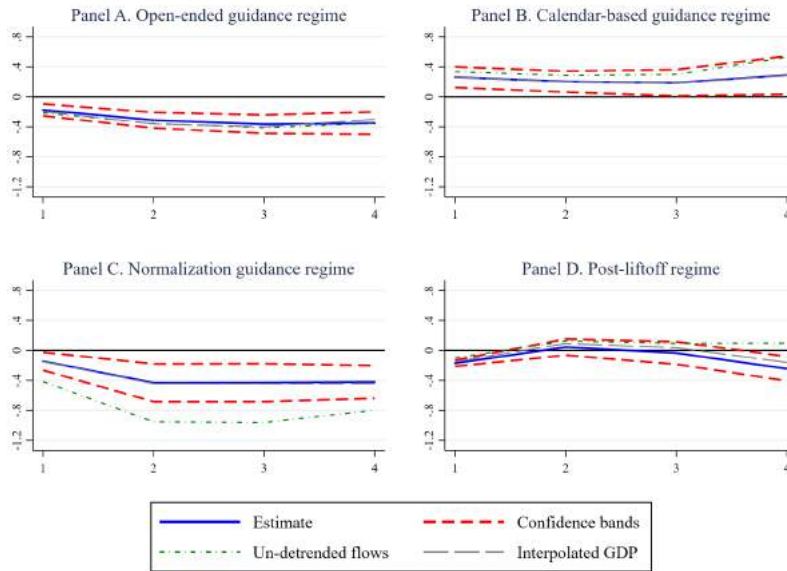 Panel A. Open-ended guidance regime
.8
.4
0
-.4
-.8
-1.2
1 2 3 4
Panel B. Calendar-based guidance regime
.8
.4
0
-.4
-.8
-1.2
1 2 3 4
Panel C. Normalization guidance regime
.8
.4
0
-.4
-.8
-1.2
1 2 3 4
Panel D. Post-liftoff regime
.8
.4
0
-.4
-.8
-1.2
1 2 3 4
Estimate
Confidence bands
Un-detrended flows
Interpolated GDP